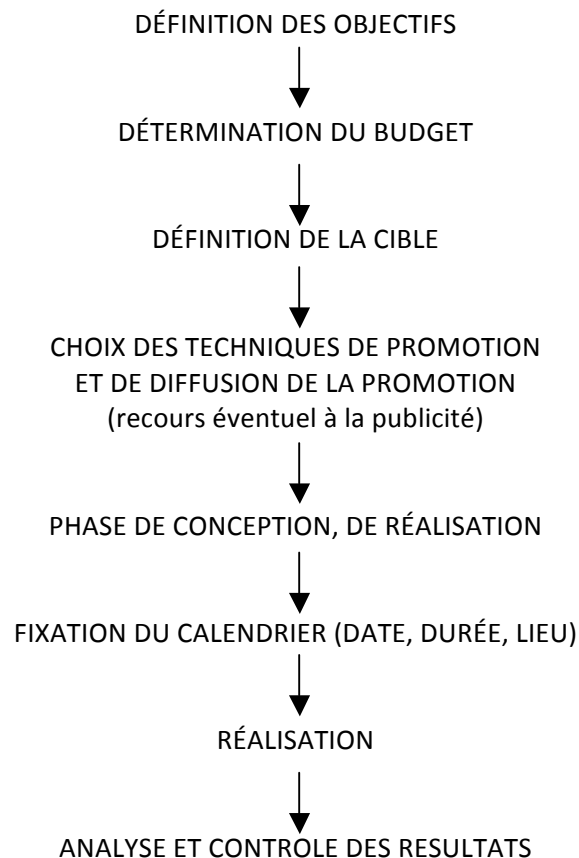 DÉFINITION DES OBJECTIFS
DÉTERMINATION DU BUDGET
DÉFINITION DE LA CIBLE
CHOIX DES TECHNIQUES DE PROMOTION
ET DE DIFFUSION DE LA PROMOTION
(recours éventuel à la publicité)
PHASE DE CONCEPTION, DE RÉALISATION
FIXATION DU CALENDRIER (DATE, DURÉE, LIEU)
RÉALISATION
ANALYSE ET CONTROLE DES RESULTATS